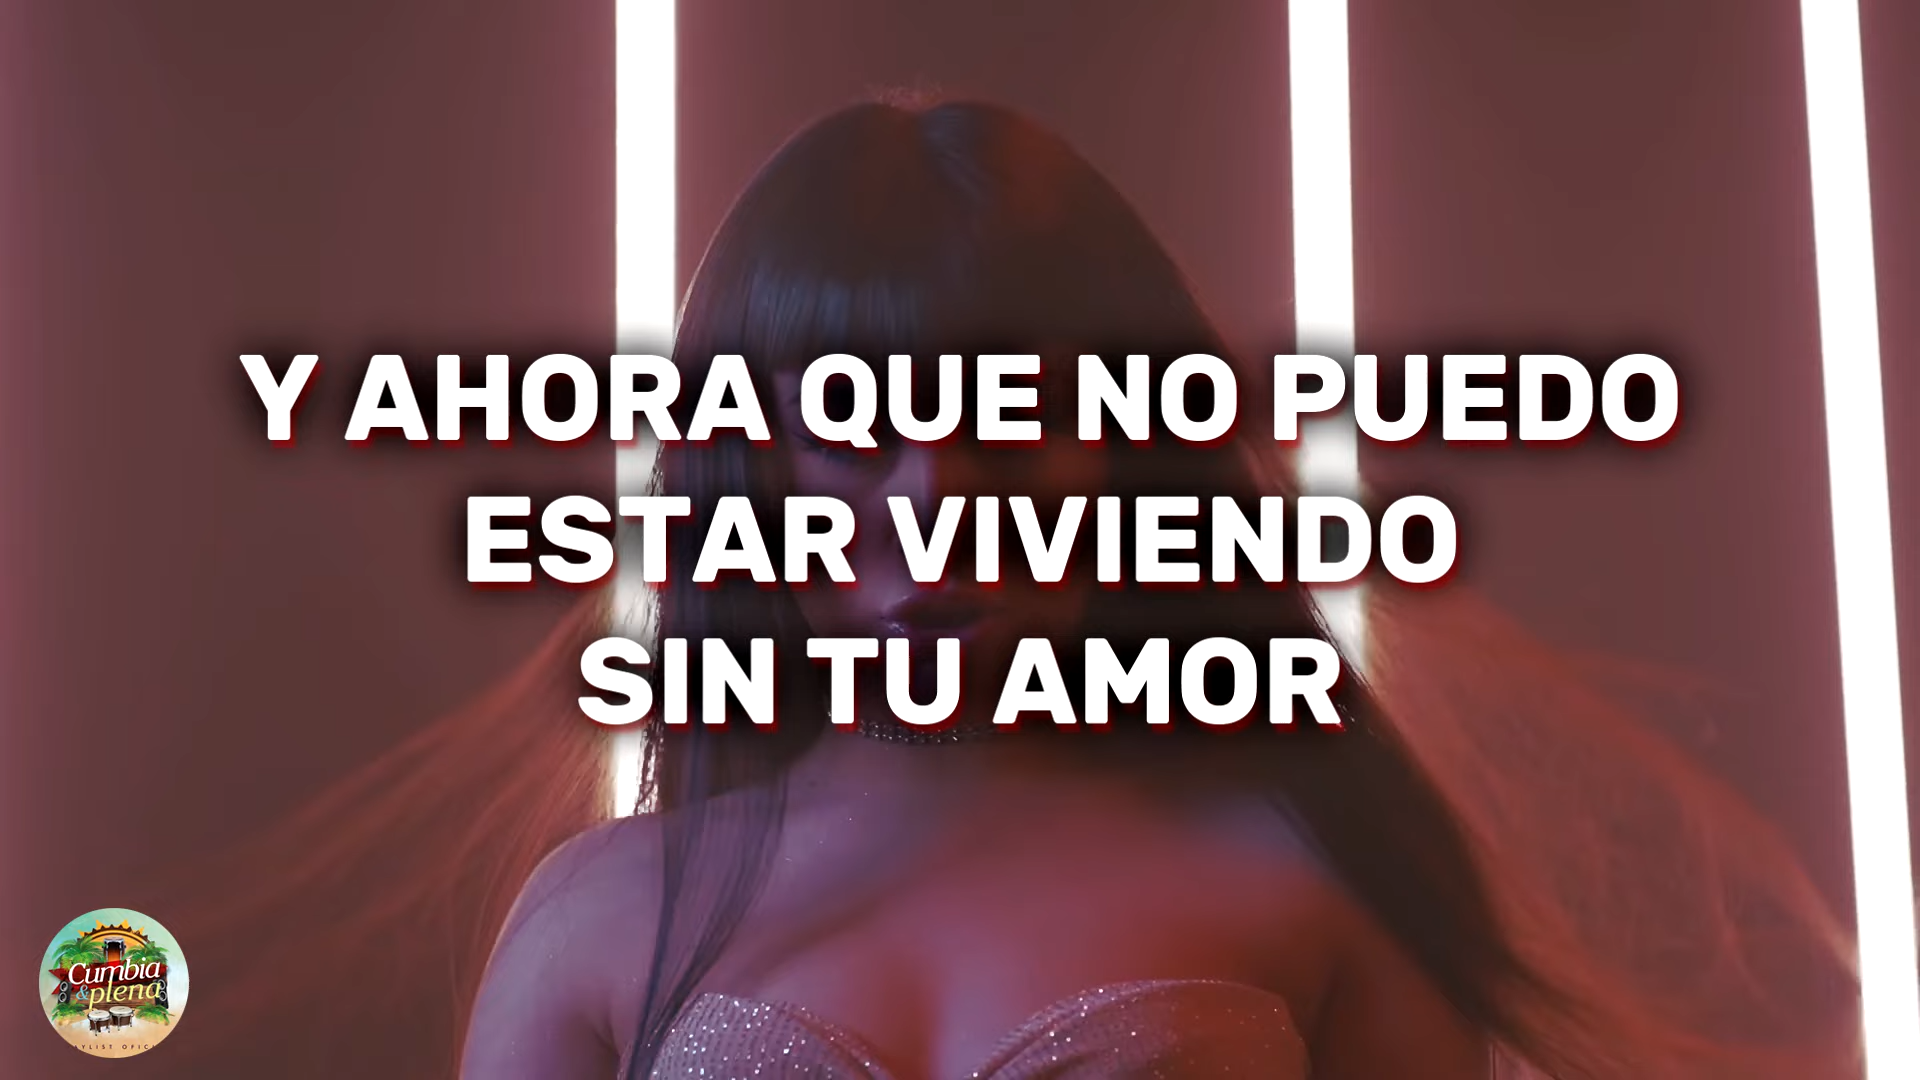 Y AHORA QUE NO PUEDO
ESTAR VIVIENDO
SIN TU AMOR
Cumbia
&plena